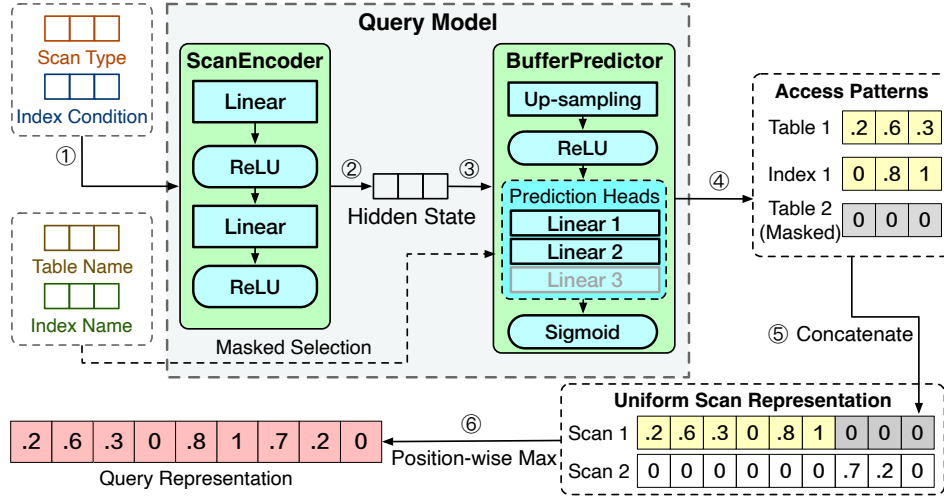 Query Model
Scan Type
Index Condition
①
Table Name
Index Name
ScanEncoder
Linear
ReLU
Linear
ReLU
②
Hidden State
③
Masked Selection
BufferPredictor
Up-sampling
ReLU
Prediction Heads
Linear 1
Linear 2
Linear 3
Sigmoid
④
Access Patterns
Table 1 .2 .6 .3
Index 1 0 .8 1
Table 2
(Masked) 0 0 0
⑤ Concatenate
Uniform Scan Representation
Scan 1 .2 .6 .3 0 .8 1 0 0 0
Scan 2 0 0 0 0 0 0 .7 .2 0
⑥
Position-wise Max
.2 .6 .3 0 .8 1 .7 .2 0
Query Representation